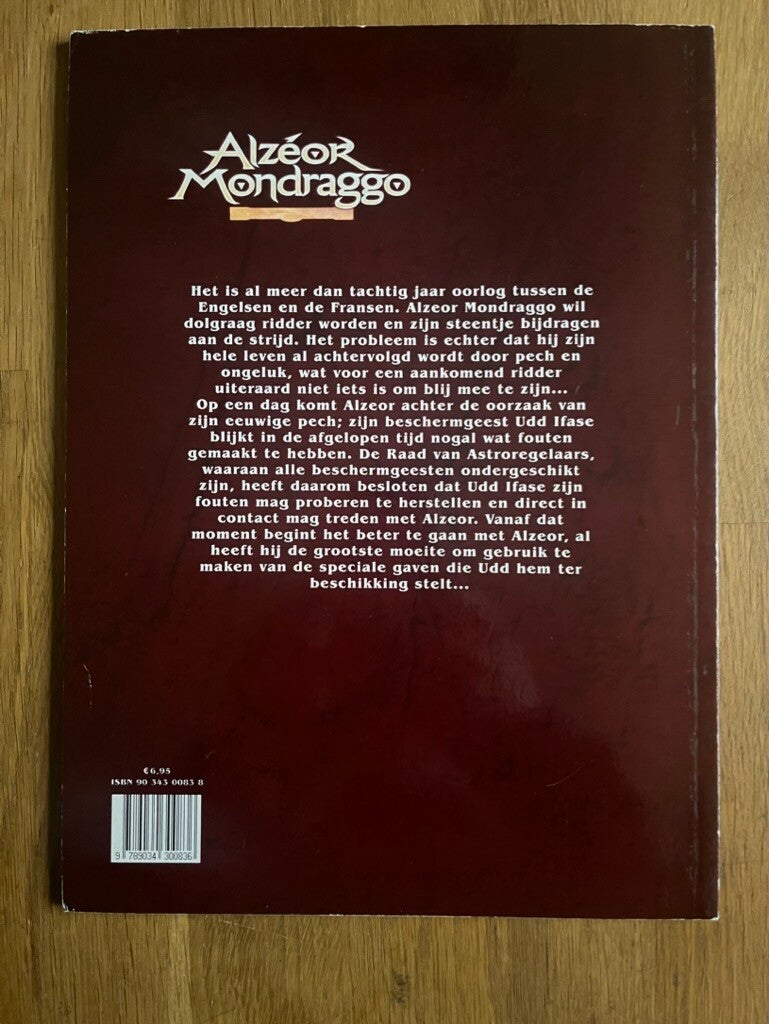 Alzéor
Mondraggo
Het is al meer dan tachtig jaar oorlog tussen de
Engelsen en de Fransen. Alzeor Mondraggo wil
dolgraag ridder worden en zijn steentje bijdragen
aan de strijd. Het probleem is echter dat hij zijn
hele leven al achtervolgd wordt door pech en
ongeluk, wat voor een aankomend ridder
uiteraard niet iets is om blij mee te zijn...
Op een dag komt Alzeor achter de oorzaak van
zijn eeuwige pech; zijn beschermgeest Udd Ifase
blijkt in de afgelopen tijd nogal wat fouten
gemaakt te hebben. De Raad van Astroregelaars,
waaraan alle beschermgeesten ondergeschikt
zijn, heeft daarom besloten dat Udd Ifase zijn
fouten mag proberen te herstellen en direct in
contact mag treden met Alzeor. Vanaf dat
moment begint het beter te gaan met Alzeor, al
heeft hij de grootste moeite om gebruik te
maken van de speciale gaven die Udd hem ter
beschikking stelt...
€6,95
ISBN 90 343 0083 8
9 789034 300836